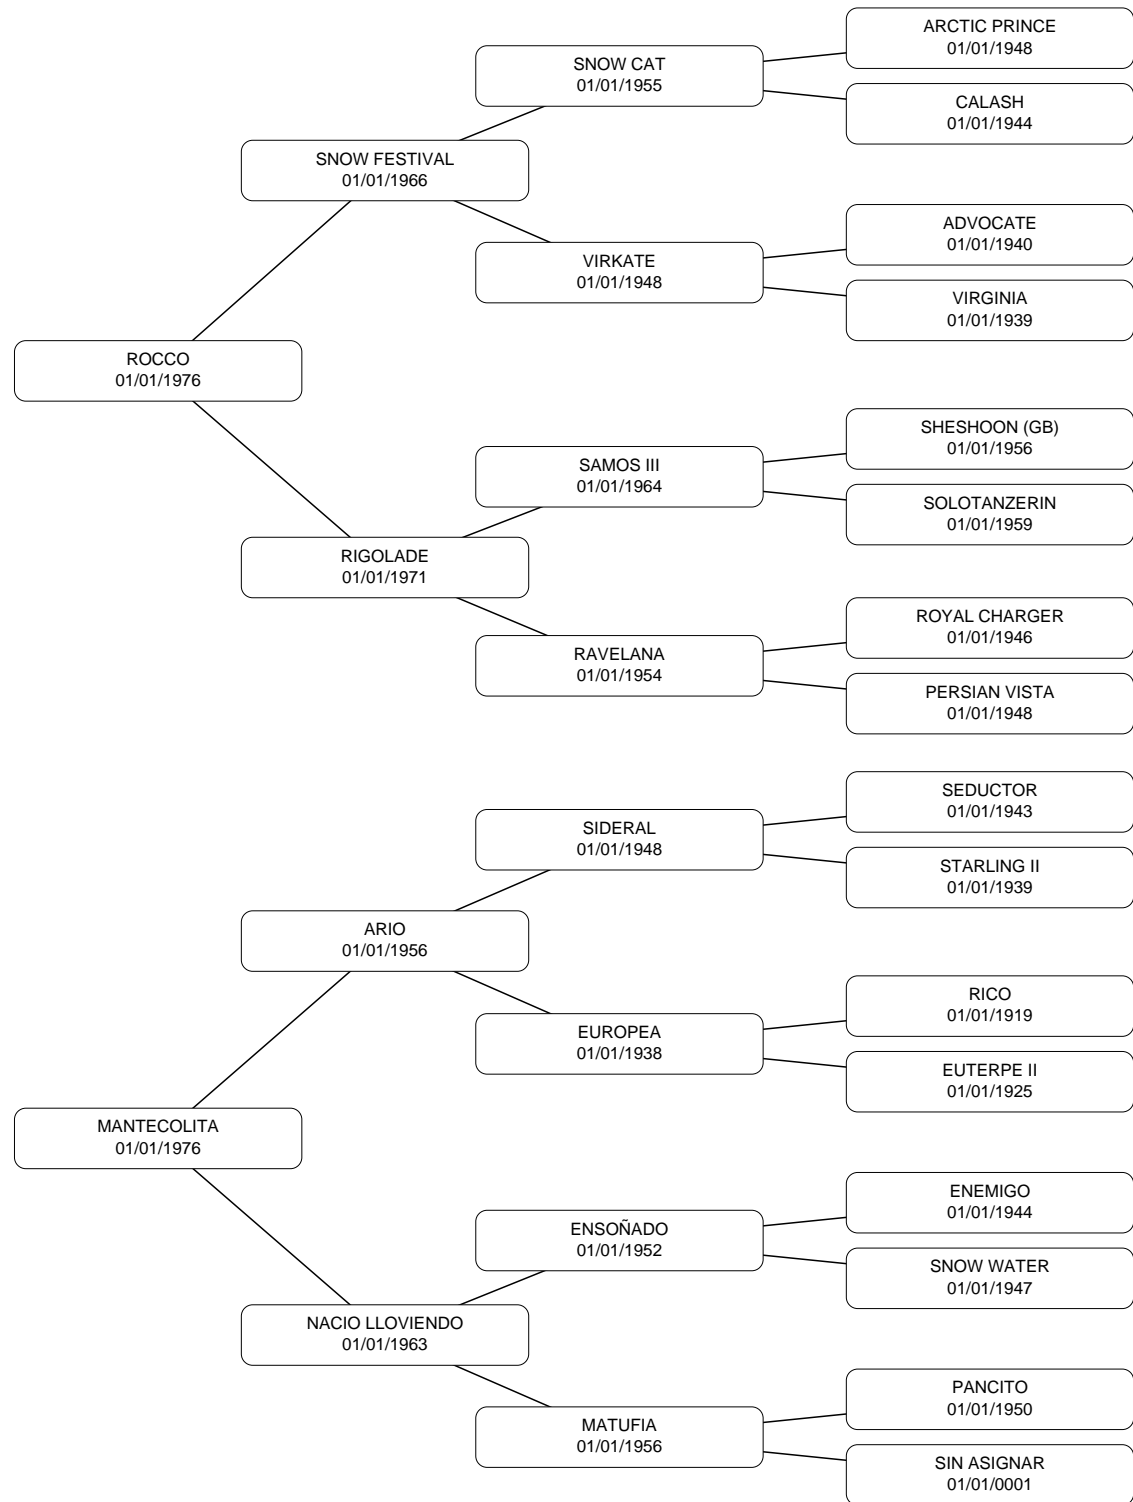 ARCTIC PRINCE
01/01/1948
SNOW CAT
01/01/1955
CALASH
01/01/1944
SNOW FESTIVAL
01/01/1966
ADVOCATE
01/01/1940
VIRKATE
01/01/1948
VIRGINIA
01/01/1939
ROCCO
01/01/1976
SHESHOON (GB)
01/01/1956
SAMOS III
01/01/1964
SOLOTANZERIN
01/01/1959
RIGOLADE
01/01/1971
ROYAL CHARGER
01/01/1946
RAVELANA
01/01/1954
PERSIAN VISTA
01/01/1948
SEDUCTOR
01/01/1943
SIDERAL
01/01/1948
STARLING II
01/01/1939
ARIO
01/01/1956
RICO
01/01/1919
EUROPEA
01/01/1938
EUTERPE II
01/01/1925
MANTECOLITA
01/01/1976
ENEMIGO
01/01/1944
ENSOÑADO
01/01/1952
SNOW WATER
01/01/1947
NACIO LLOVIENDO
01/01/1963
PANCITO
01/01/1950
MATUFIA
01/01/1956
SIN ASIGNAR
01/01/0001